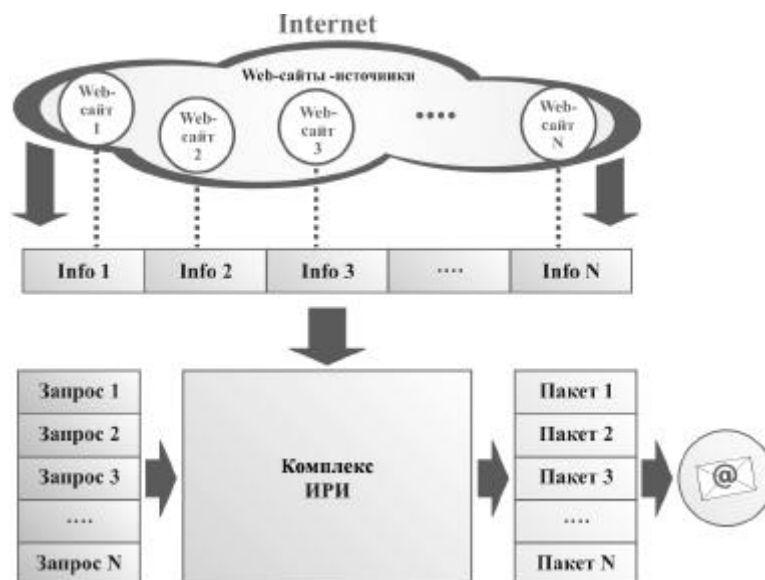 Internet
Web-сайты -источники
Web-
сайт
1
Web-
сайт
2
Web-
сайт
3
••••
Web-
сайт
N
Info 1
Info 2
Info 3
....
Info N
Запрос 1
Запрос 2
Запрос 3
....
Запрос N
Комплекс
ИРИ
Пакет 1
Пакет 2
Пакет 3
....
Пакет N
@